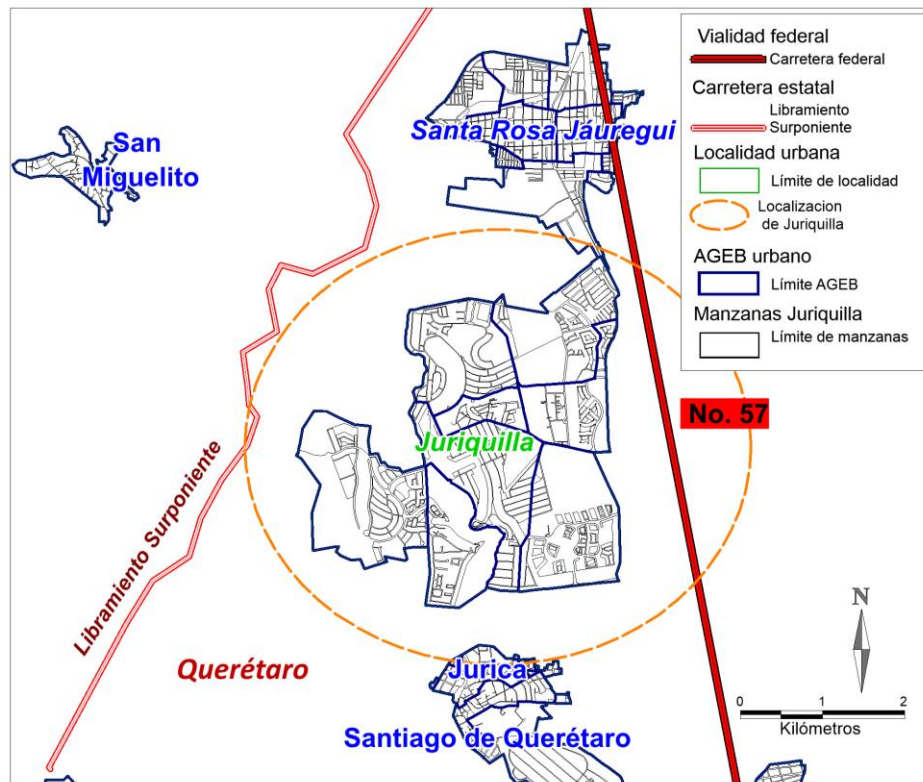 San
Miguelito
Santa Rosa Jáuregui
Juriquilla
Libramiento Surponiente
Querétaro
Jurica
Santiago de Querétaro
No. 57
Vialidad federal
Carretera federal
Carretera estatal
Libramiento
Surponiente
Localidad urbana
Límite de localidad
Localizacion
de Juriquilla
AGEB urbano
Límite AGEB
Manzanas Juriquilla
Límite de manzanas
N
0 1 2
Kilómetros